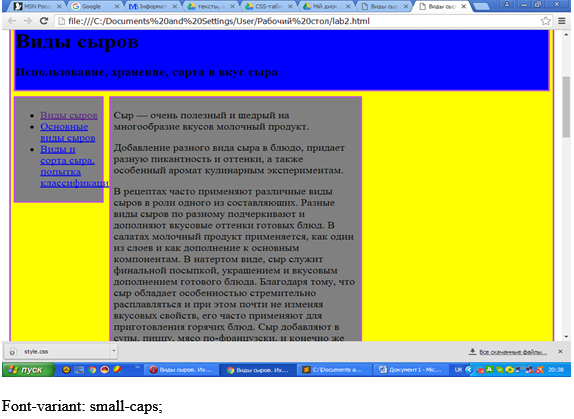 MSN Росс
Google
Інформат
тексты, ц
CSS-табл
Мій диск
Виды сыр
Виды сыр
file:///C:/Documents%20and%20Settings/User/Рабочий%20стол/lab2.html
Виды сыров
Использование, хранение, сорта и вкус сыра
Виды сыров
Основные
виды сыров
Виды и
сорта сыра,
попытка
классификаци
Сыр — очень полезный и щедрый на
многообразие вкусов молочный продукт.
Добавление разного вида сыра в блюдо, придает
разную пикантность и оттенки, а также
особенный аромат кулинарным экспериментам.
В рецептах часто применяют различные виды
сыров в роли одного из составляющих. Разные
виды сыров по разному подчеркивают и
дополняют вкусовые оттенки готовых блюд. В
салатах молочный продукт применяется, как один
из слоев и как дополнение к основным
компонентам. В натертом виде, сыр служит
финальной посыпкой, украшением и вкусовым
дополнением готового блюда. Благодаря тому, что
сыр обладает особенностью стремительно
расплавляться и при этом почти не изменяя
вкусовых свойств, его часто применяют для
приготовления горячих блюд. Сыр добавляют в
супы, пиццу, мясо по-французски, и конечно же
style.css
Все скачанные файлы...
пуск
Виды сыров. Их...
Виды сыров. Их...
C:\Documents a...
Документ1 - Mic...
UK
20:38
Font-variant: small-caps;